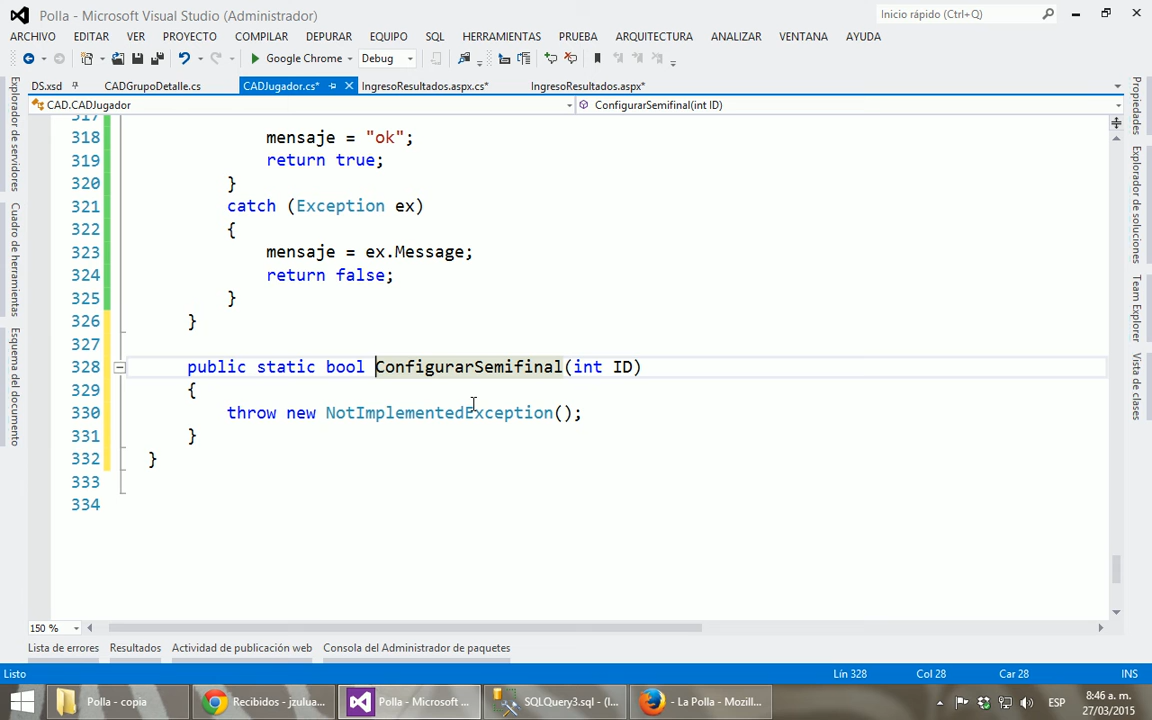 Polla - Microsoft Visual Studio (Administrador)
Inicio rápido (Ctrl+Q)
ARCHIVO EDITAR VER PROYECTO COMPILAR DEPURAR EQUIPO SQL HERRAMIENTAS PRUEBA ARQUITECTURA ANALIZAR VENTANA AYUDA
Google Chrome Debug
DS.xsd CADGrupoDetalle.cs CADJugador.cs* IngresoResultados.aspx.cs* IngresoResultados.aspx*
CAD.CADJugador ConfigurarSemifinal(int ID)
317
318 mensaje = "ok";
319 return true;
320 }
321 catch (Exception ex)
322 {
323 mensaje = ex.Message;
324 return false;
325 }
326 }
327
328 public static bool ConfigurarSemifinal(int ID)
329 {
330 throw new NotImplementedException();
331 }
332 }
333
334
150 %
Explorador de servidores
Cuadro de herramientas
Esquema del documento
Propiedades
Explorador de soluciones
Team Explorer
Vista de clases
Lista de errores Resultados Actividad de publicación web Consola del Administrador de paquetes
Listo Lín 328 Col 28 Car 28 INS
Polla - copia Recibidos - jzulua... Polla - Microsoft ... SQLQuery3.sql - (l... - La Polla - Mozill... ESP 8:46 a. m.
27/03/2015